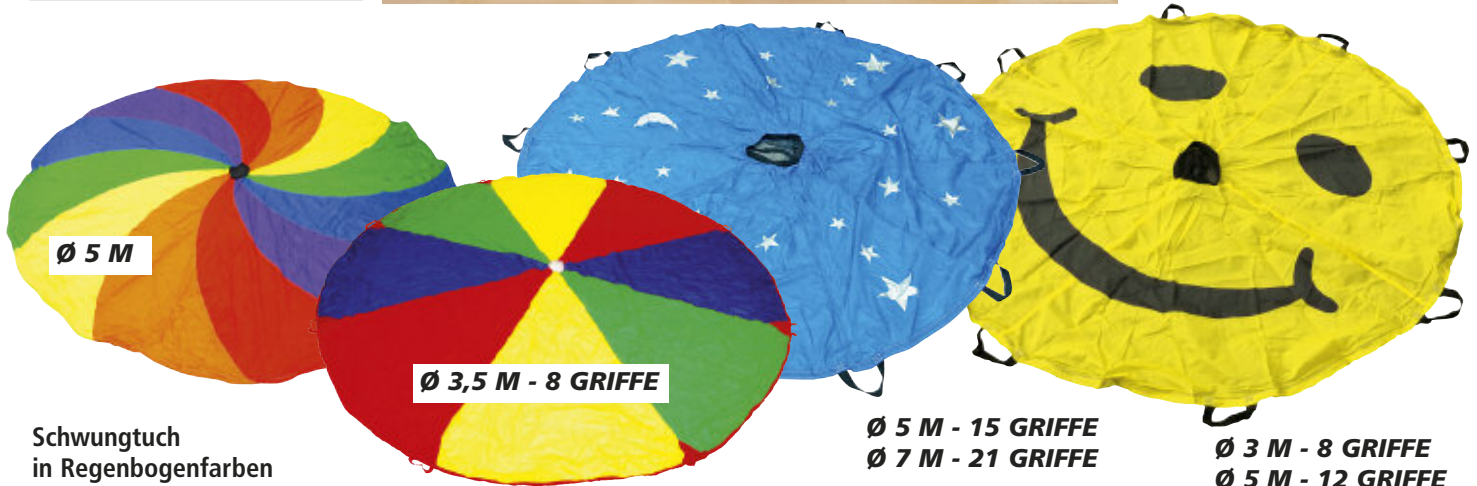 Ø 5 M
Ø 3,5 M - 8 GRIFFE
Schwungtuch
in Regenbogenfarben
Ø 5 M - 15 GRIFFE
Ø 7 M - 21 GRIFFE
Ø 3 M - 8 GRIFFE
Ø 5 M - 12 GRIFFE